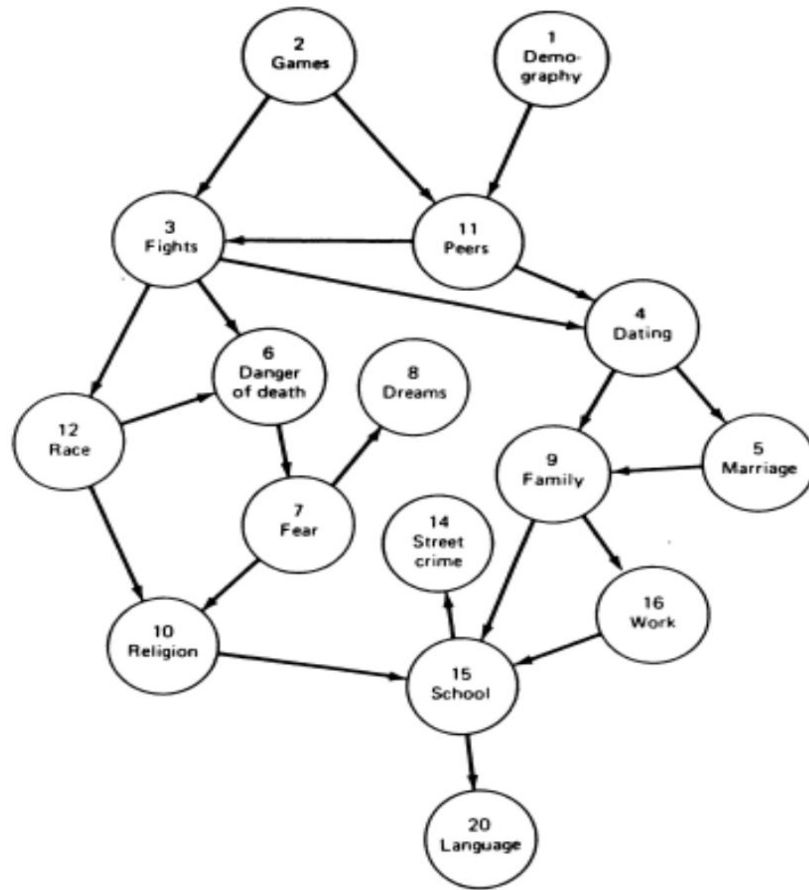 2
Games
1
Demo-
graphy
3
Fights
11
Peers
4
Dating
6
Danger
of death
8
Dreams
12
Race
9
Family
5
Marriage
7
Fear
14
Street
crime
16
Work
10
Religion
15
School
20
Language